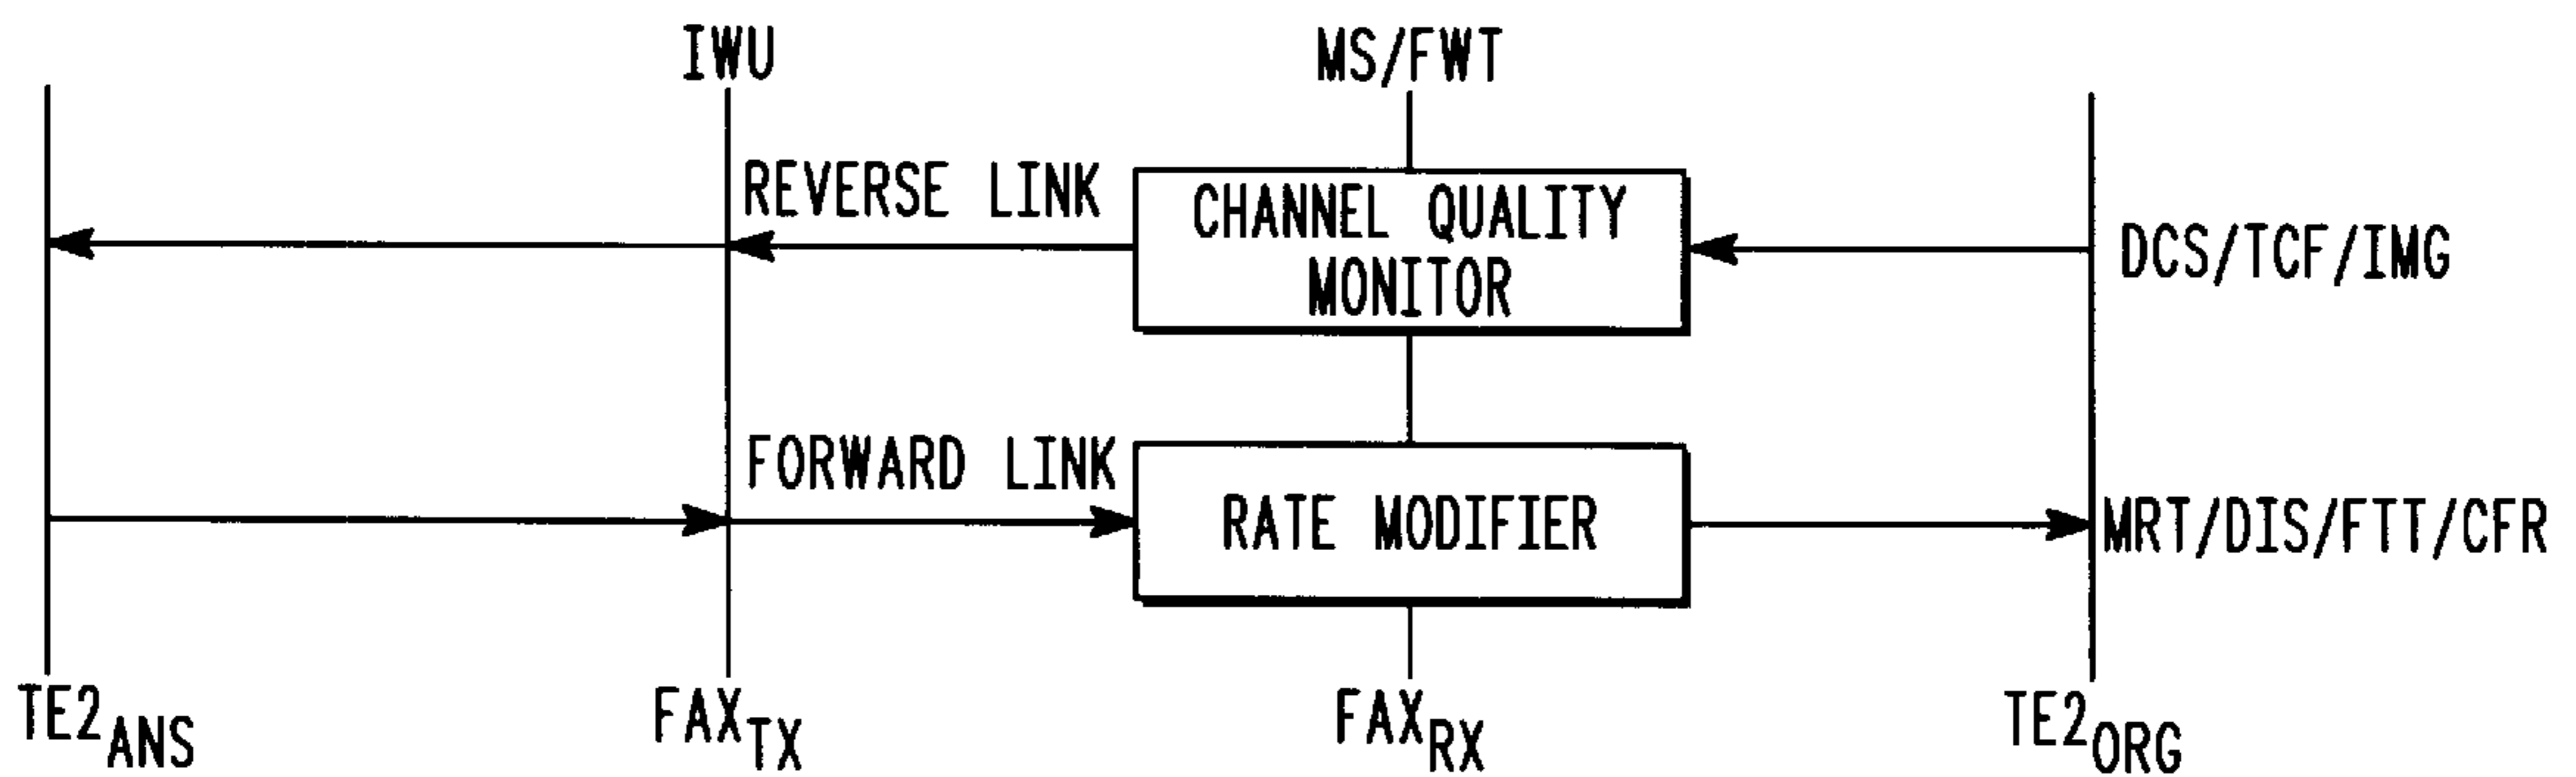 IWU
MS/FWT
REVERSE LINK
CHANNEL QUALITY
MONITOR
DCS/TCF/IMG
FORWARD LINK
RATE MODIFIER
MRT/DIS/FTT/CFR
TE2ANS
FAXTX
FAXRX
TE2ORG